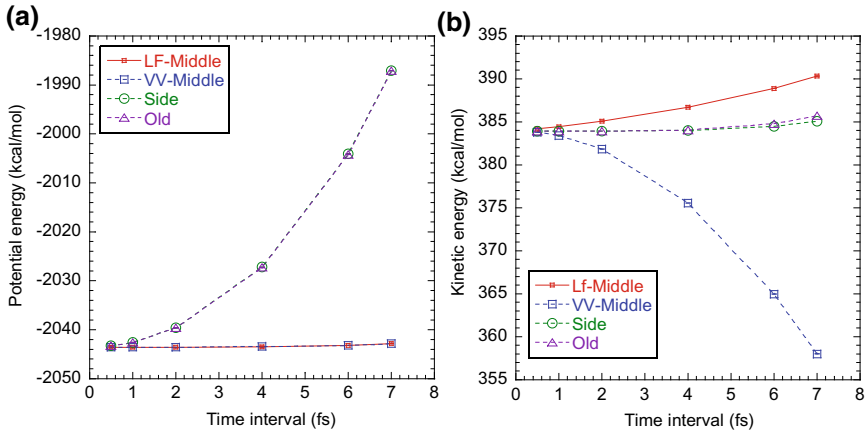 (a)
-1980
-1990
-2000
-2010
-2020
-2030
-2040
-2050
Potential energy (kcal/mol)
LF-Middle
VV-Middle
Side
Old
0 1 2 3 4 5 6 7 8
Time interval (fs)
(b)
395
390
385
380
375
370
365
360
355
Kinetic energy (kcal/mol)
Lf-Middle
VV-Middle
Side
Old
0 1 2 3 4 5 6 7 8
Time interval (fs)